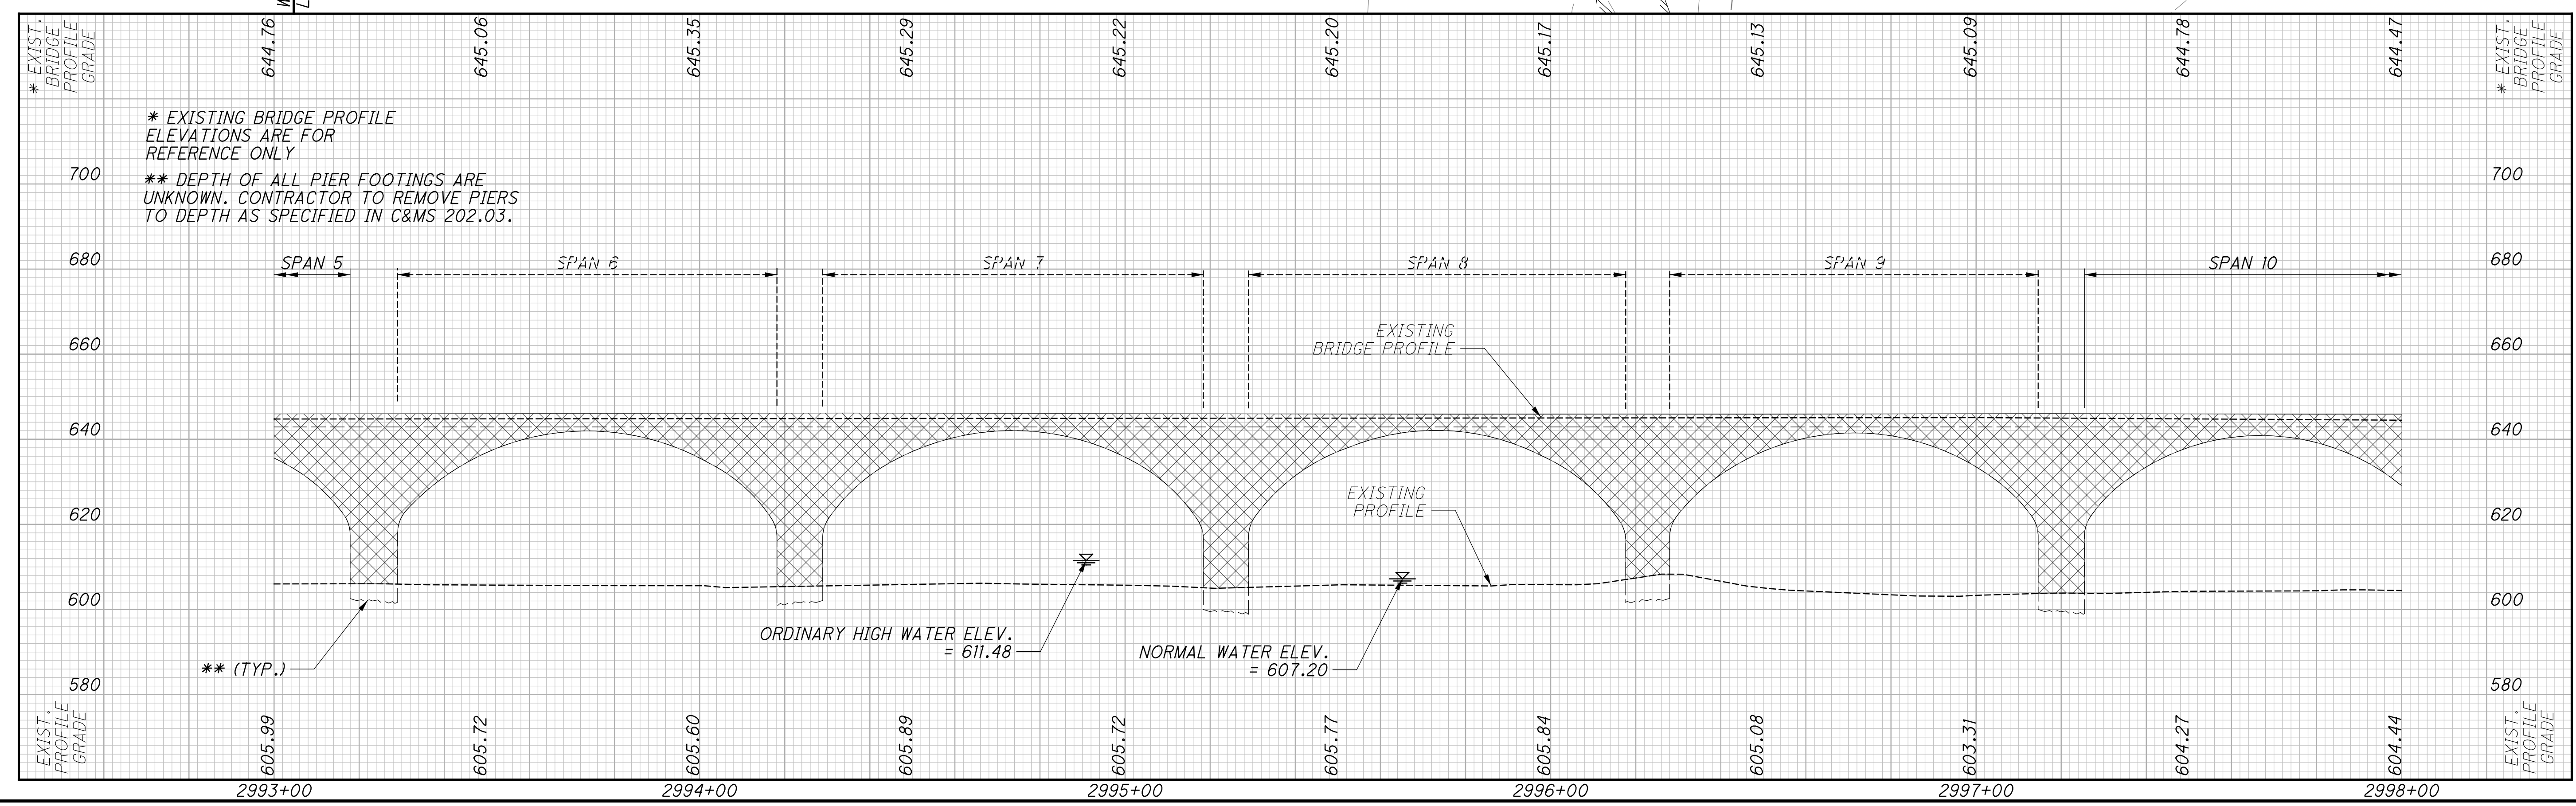 W
L
* EXIST.
BRIDGE
PROFILE
GRADE
644.76
645.06
645.35
645.29
645.22
645.20
645.17
645.13
645.09
644.78
644.47
* EXIST.
BRIDGE
PROFILE
GRADE
* EXISTING BRIDGE PROFILE
ELEVATIONS ARE FOR
REFERENCE ONLY
** DEPTH OF ALL PIER FOOTINGS ARE
UNKNOWN. CONTRACTOR TO REMOVE PIERS
TO DEPTH AS SPECIFIED IN C&MS 202.03.
700
700
680
SPAN 5
SPAN 6
SPAN 7
SPAN 8
SPAN 9
SPAN 10
680
660
EXISTING
BRIDGE PROFILE
660
640
640
620
EXISTING
PROFILE
620
600
600
ORDINARY HIGH WATER ELEV.
= 611.48
NORMAL WATER ELEV.
= 607.20
** (TYP.)
580
580
EXIST.
PROFILE
GRADE
605.99
605.72
605.60
605.89
605.72
605.77
605.84
605.08
603.31
604.27
604.44
EXIST.
PROFILE
GRADE
2993+00
2994+00
2995+00
2996+00
2997+00
2998+00